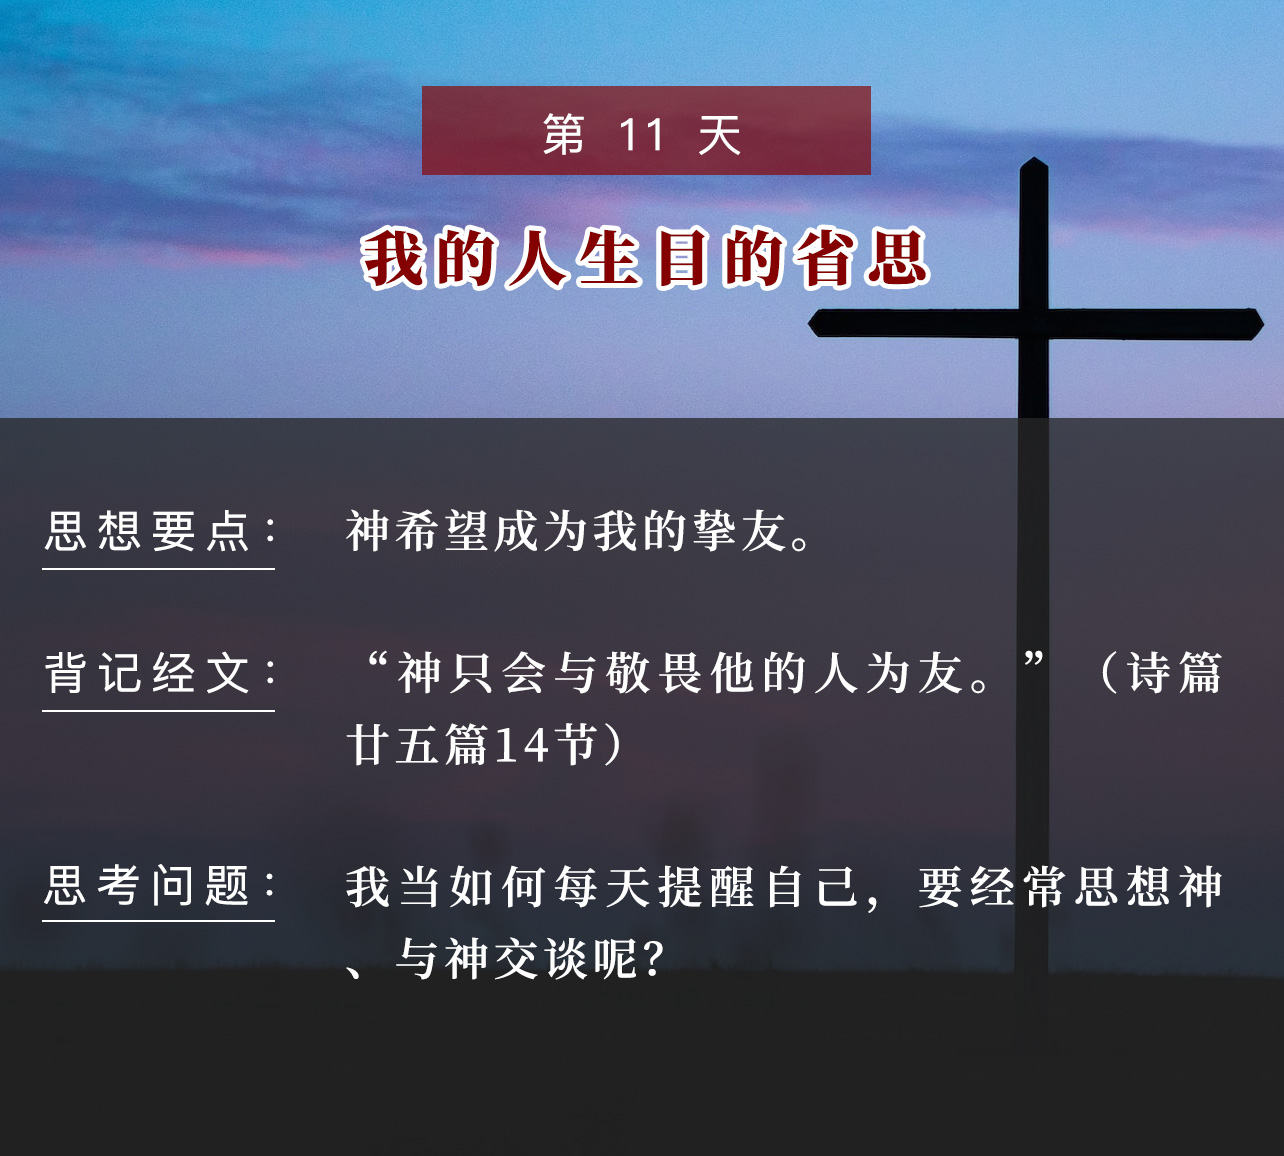 第 11 天
我的人生目的省思
思想要点： 神希望成为我的挚友。
背记经文： “神只会与敬畏他的人为友。”（诗篇
廿五篇14节）
思考问题： 我当如何每天提醒自己，要经常思想神
、与神交谈呢？